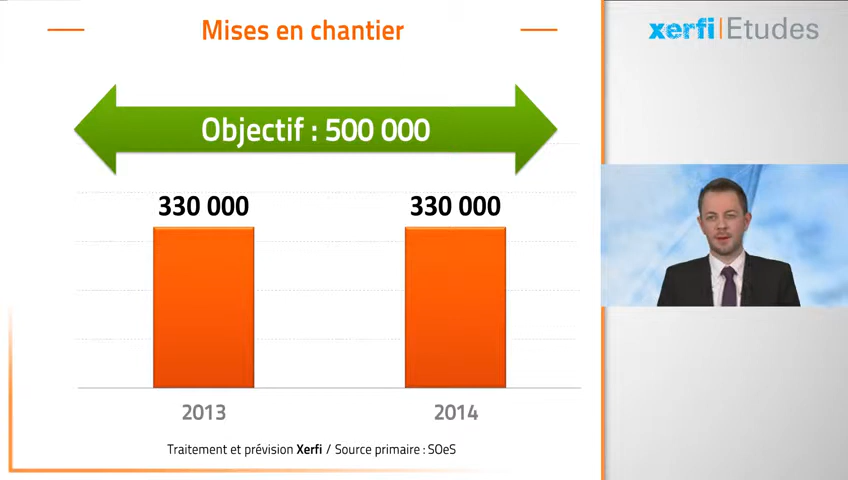 Mises en chantier
xerfi|Etudes
Objectif : 500 000
330 000
330 000
2013
2014
Traitement et prévision Xerfi / Source primaire : SOeS